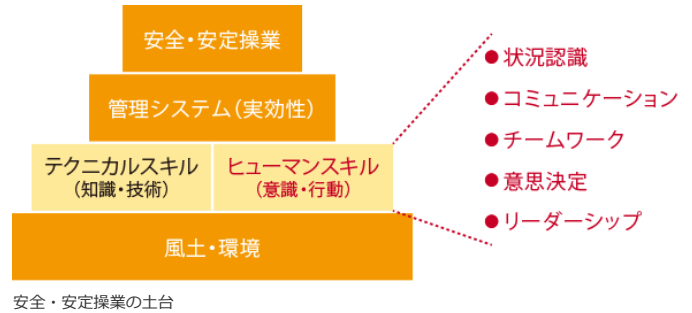 安全・安定操業
管理システム（実効性）
テクニカルスキル
（知識・技術）
ヒューマンスキル
（意識・行動）
風土・環境
●状況認識
●コミュニケーション
●チームワーク
●意思決定
●リーダーシップ
安全・安定操業の土台